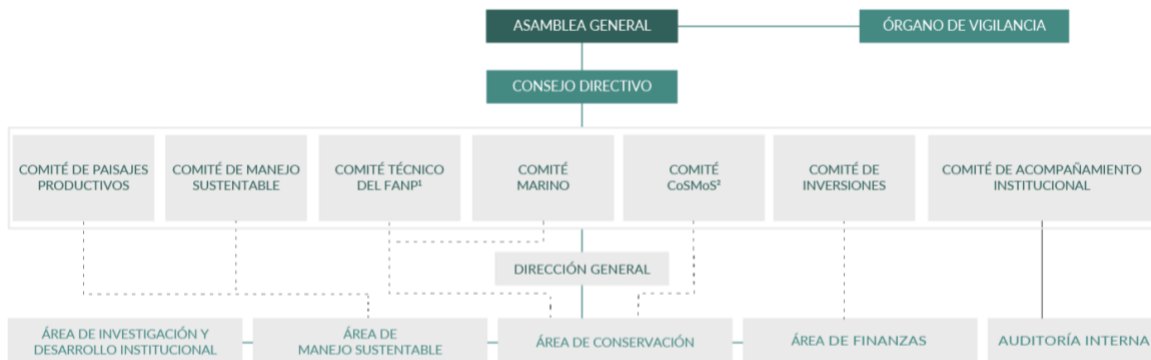 ASAMBLEA GENERAL
ÓRGANO DE VIGILANCIA
CONSEJO DIRECTIVO
COMITÉ DE PAISAJES
PRODUCTIVOS
COMITÉ DE MANEJO
SUSTENTABLE
COMITÉ TÉCNICO
DEL FANP¹
COMITÉ
MARINO
COMITÉ
CoSMoS²
COMITÉ DE
INVERSIONES
COMITÉ DE ACOMPAÑAMIENTO
INSTITUCIONAL
DIRECCIÓN GENERAL
ÁREA DE INVESTIGACIÓN Y
DESARROLLO INSTITUCIONAL
ÁREA DE
MANEJO SUSTENTABLE
ÁREA DE CONSERVACIÓN
ÁREA DE FINANZAS
AUDITORÍA INTERNA